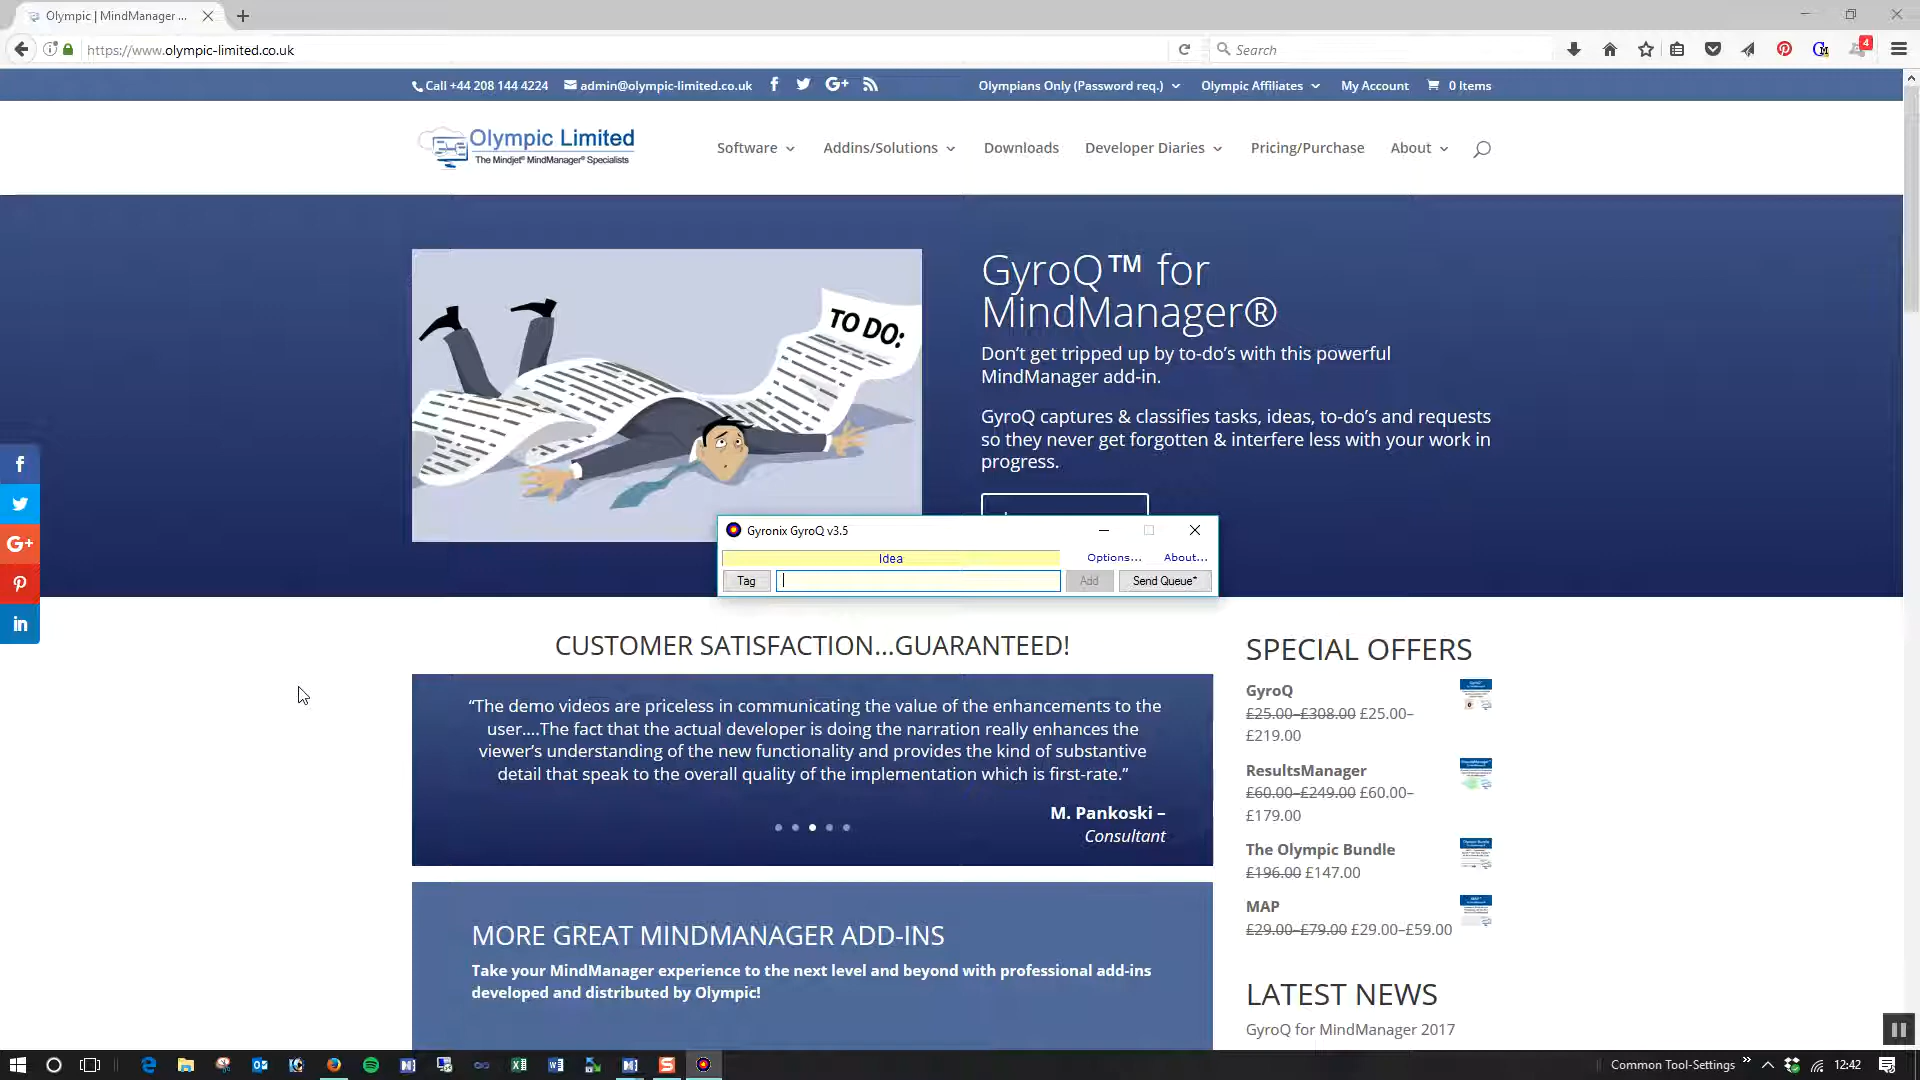 Olympic | MindManager ...
https://www.olympic-limited.co.uk
Search
4
Call +44 208 144 4224
admin@olympic-limited.co.uk
Olympians Only (Password req.)
Olympic Affiliates
My Account
0 Items
Olympic Limited
The Mindjet® MindManager® Specialists
Software
Addins/Solutions
Downloads
Developer Diaries
Pricing/Purchase
About
TO DO:
GyroQ™ for
MindManager®
Don't get tripped up by to-do's with this powerful
MindManager add-in.
GyroQ captures & classifies tasks, ideas, to-do's and requests
so they never get forgotten & interfere less with your work in
progress.
Gyronix GyroQ v3.5
Idea
Options...
About...
Tag
Add
Send Queue*
CUSTOMER SATISFACTION...GUARANTEED!
“The demo videos are priceless in communicating the value of the enhancements to the
user....The fact that the actual developer is doing the narration really enhances the
viewer's understanding of the new functionality and provides the kind of substantive
detail that speak to the overall quality of the implementation which is first-rate.”
M. Pankoski –
Consultant
SPECIAL OFFERS
GyroQ
£25.00–£308.00 £25.00–
£219.00
ResultsManager
£60.00–£249.00 £60.00–
£179.00
The Olympic Bundle
£196.00 £147.00
MAP
£29.00–£79.00 £29.00–£59.00
MORE GREAT MINDMANAGER ADD-INS
Take your MindManager experience to the next level and beyond with professional add-ins
developed and distributed by Olympic!
LATEST NEWS
GyroQ for MindManager 2017
Common Tool-Settings
12:42